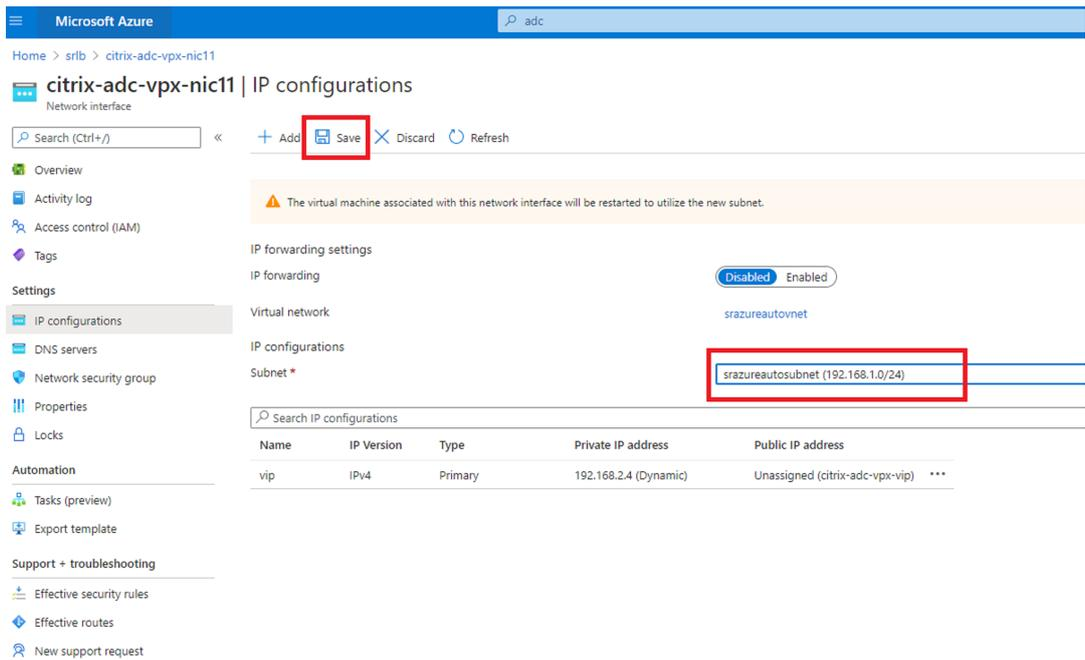 Microsoft Azure
adc
Home > srlb > citrix-adc-vpx-nic11
citrix-adc-vpx-nic11 | IP configurations
Network interface
Search (Ctrl+/) «
+ Add Save Discard Refresh
Overview
Activity log
Access control (IAM)
Tags
Settings
IP configurations
DNS servers
Network security group
Properties
Locks
Automation
Tasks (preview)
Export template
Support + troubleshooting
Effective security rules
Effective routes
New support request
The virtual machine associated with this network interface will be restarted to utilize the new subnet.
IP forwarding settings
IP forwarding Disabled Enabled
Virtual network srazureautovnet
IP configurations
Subnet * srazureautosubnet (192.168.1.0/24)
Search IP configurations
Name IP Version Type Private IP address Public IP address
vip IPv4 Primary 192.168.2.4 (Dynamic) Unassigned (citrix-adc-vpx-vip) •••